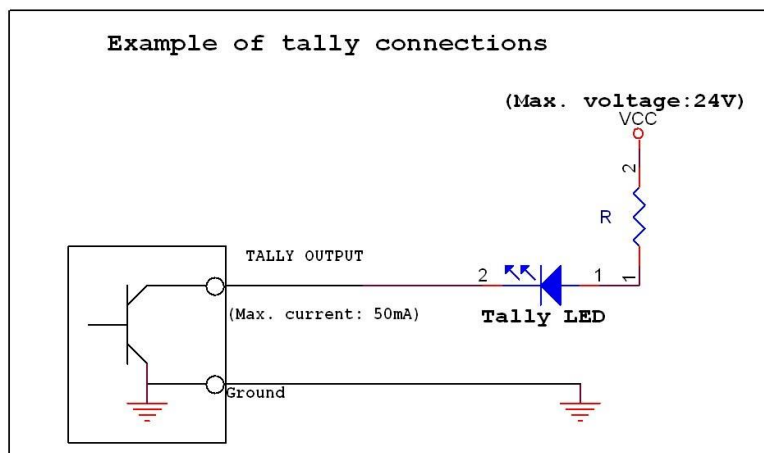 Example of tally connections
(Max. voltage:24V)
VCC
2
R
1
TALLY OUTPUT
2
1
(Max. current: 50mA)
Tally LED
Ground